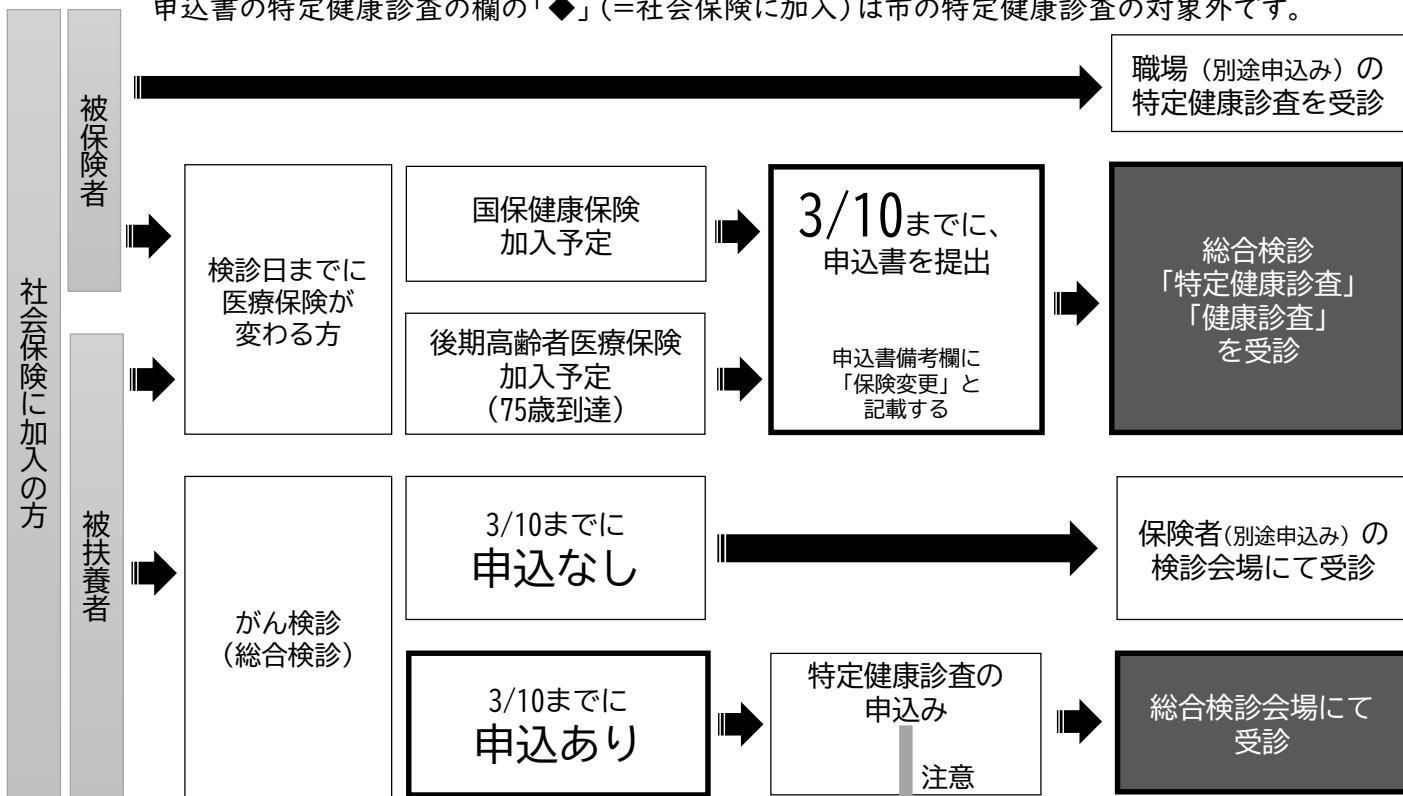 申込書の特定健康診査の欄の「◆」(=社会保険に加入)は市の特定健康診査の対象外です。
社会保険に加入の方
被保険者
職場(別途申込み)の
特定健康診査を受診
検診日までに
医療保険が
変わる方
国保健康保険
加入予定
後期高齢者医療保険
加入予定
(75歳到達)
3/10までに、
申込書を提出
申込書備考欄に
「保険変更」と
記載する
総合検診
「特定健康診査」
「健康診査」
を受診
被扶養者
がん検診
(総合検診)
3/10までに
申込なし
保険者(別途申込み)の
検診会場にて受診
3/10までに
申込あり
特定健康診査の
申込み
注意
総合検診会場にて
受診